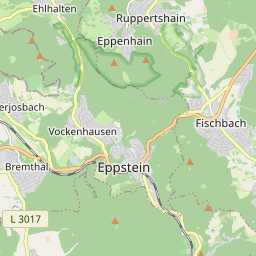 Ehlhalten
Ruppertshain
Eppenhain
erjosbach
Vockenhausen
Fischbach
Bremthal
Eppstein
L 3017